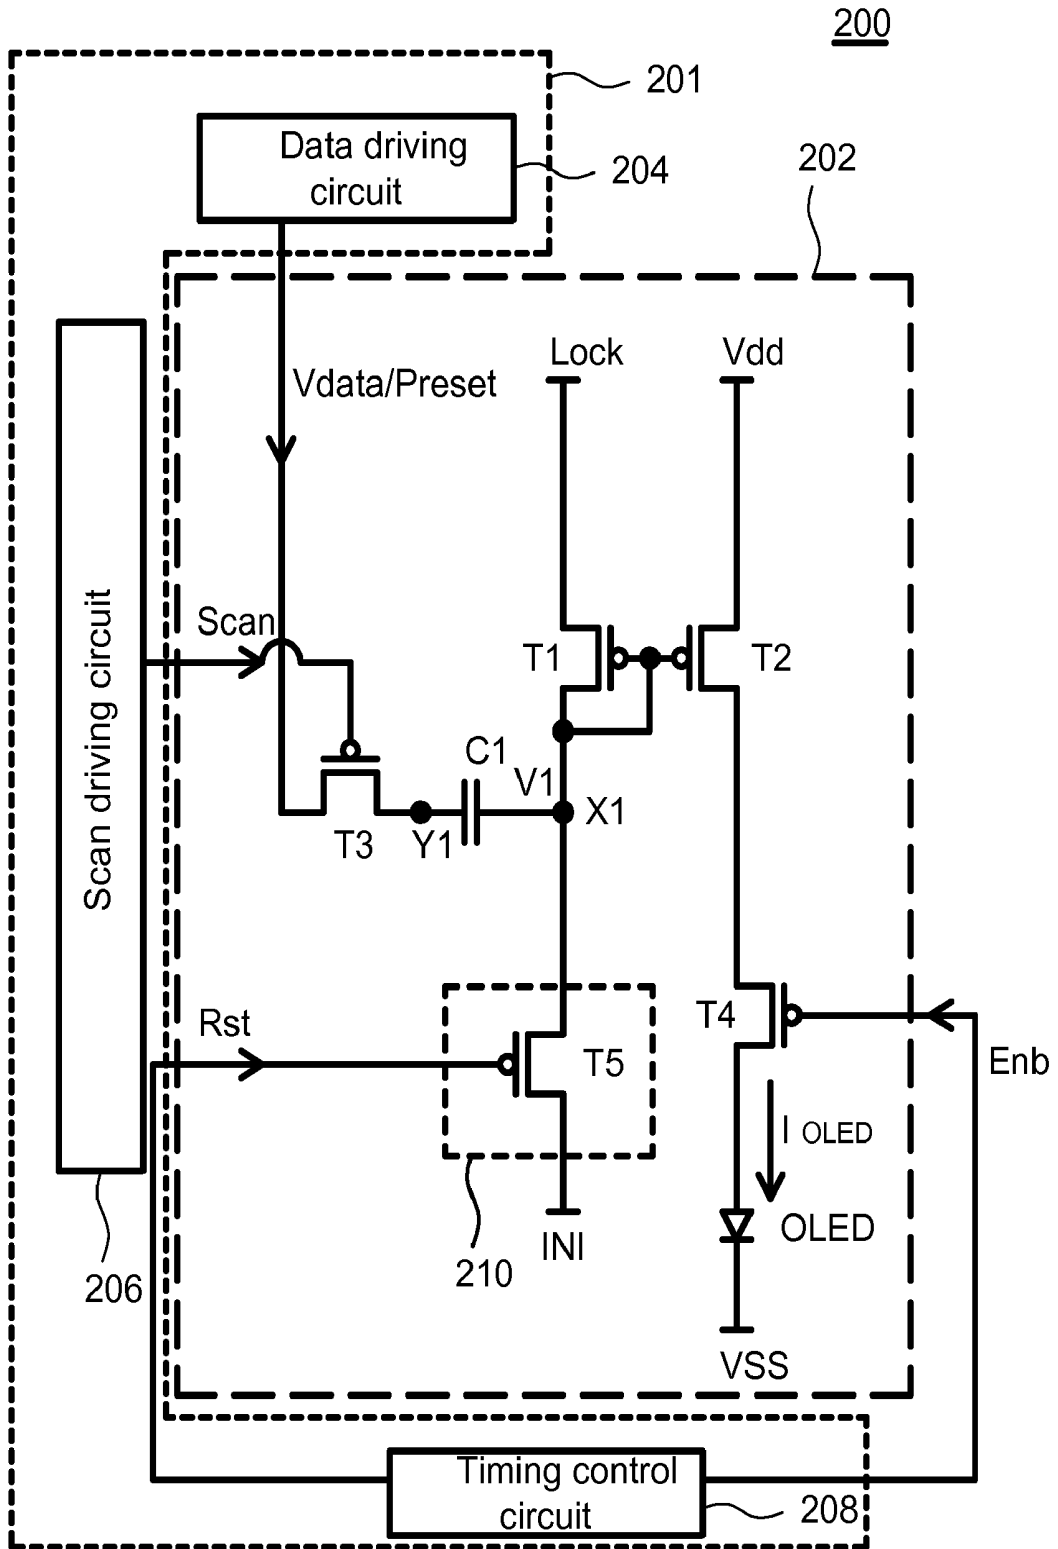 200
201
Data driving
circuit
204
202
Lock
Vdd
Vdata/Preset
Scan
T1
T2
Scan driving circuit
C1
V1
X1
T3
Y1
Rst
T5
T4
Enb
I OLED
OLED
INI
210
206
VSS
Timing control
circuit
208